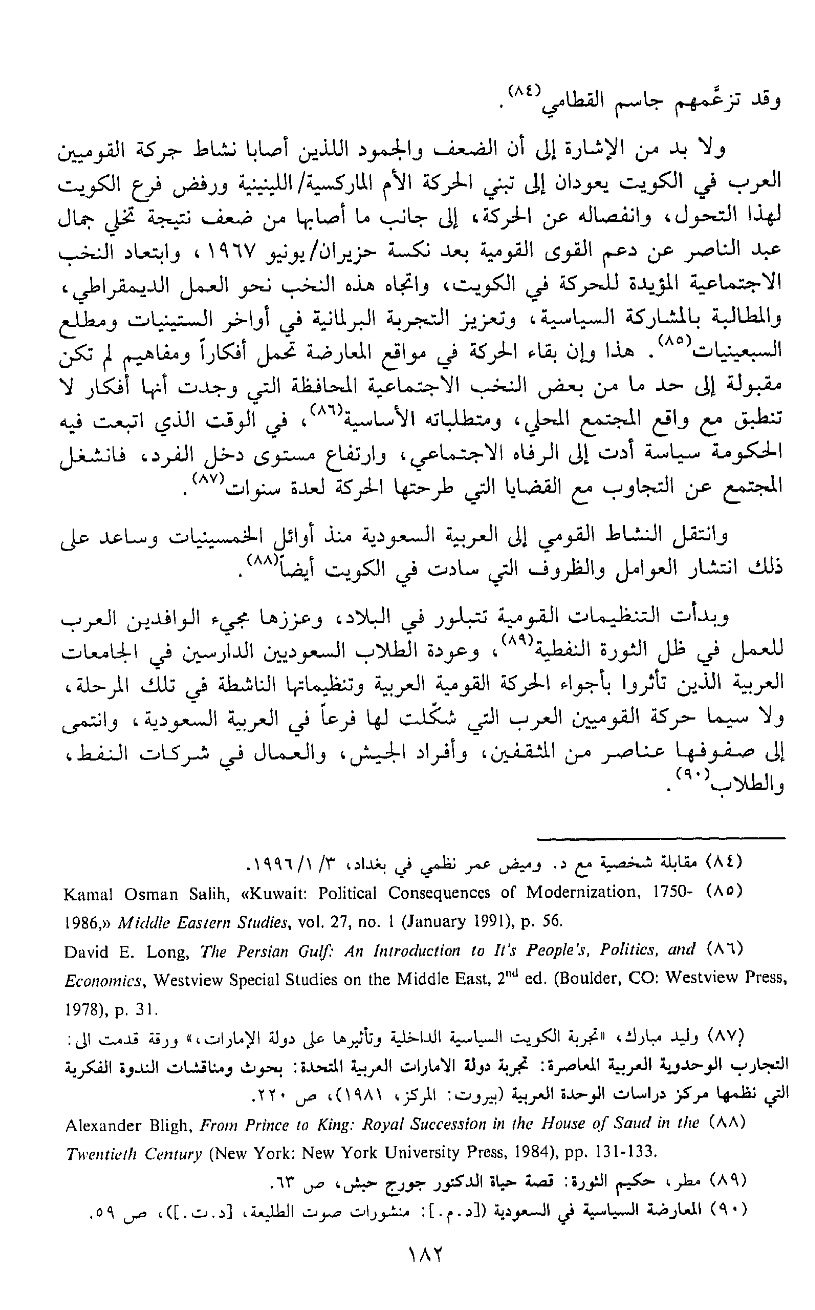 وقد تزعَّمهم جاسم القطامي(٨٤).
ولا بد من الإشارة إلى أن الضعف والجمود اللذين أصابا نشاط حركة القوميين
العرب في الكويت يعودان إلى تبني الحركة الأم الماركسية/اللينينية ورفض فرع الكويت
لهذا التحول، وانفصاله عن الحركة، إلى جانب ما أصابها من ضعف نتيجة تخلي جمال
عبد الناصر عن دعم القوى القومية بعد نكسة حزيران/يونيو ١٩٦٧، وابتعاد النخب
الاجتماعية المؤيدة للحركة في الكويت، واتجاه هذه النخب نحو العمل الديمقراطي،
والمطالبة بالمشاركة السياسية، وتعزيز التجربة البرلمانية في أواخر الستينيات ومطلع
السبعينيات(٨٥). هذا وإن بقاء الحركة في مواقع المعارضة تحمل أفكاراً ومفاهيم لم تكن
مقبولة إلى حد ما من بعض النخب الاجتماعية المحافظة التي وجدت أنها أفكار لا
تنطبق مع واقع المجتمع المحلي، ومتطلباته الأساسية(٨٦)، في الوقت الذي اتبعت فيه
الحكومة سياسة أدت إلى الرفاه الاجتماعي، وارتفاع مستوى دخل الفرد، فانشغل
المجتمع عن التجاوب مع القضايا التي طرحتها الحركة لعدة سنوات(٨٧).
وانتقل النشاط القومي إلى العربية السعودية منذ أوائل الخمسينيات وساعد على
ذلك انتشار العوامل والظروف التي سادت في الكويت أيضاً(٨٨).
وبدأت التنظيمات القومية تتبلور في البلاد، وعززها مجيء الوافدين العرب
للعمل في ظل الثورة النفطية(٨٩)، وعودة الطلاب السعوديين الدارسين في الجامعات
العربية الذين تأثروا بأجواء الحركة القومية العربية وتنظيماتها الناشطة في تلك المرحلة،
ولا سيما حركة القوميين العرب التي شكّلت لها فرعاً في العربية السعودية، وانتمى
إلى صفوفها عناصر من المثقفين، وأفراد الجيش، والعمال في شركات النفط،
والطلاب(٩٠).
(٨٤) مقابلة شخصية مع د. وميض عمر نظمي في بغداد، ٣/ ١/ ١٩٩٦.
Kamal Osman Salih, «Kuwait: Political Consequences of Modernization, 1750- (٨٥)
1986,» Middle Eastern Studies, vol. 27, no. 1 (January 1991), p. 56.
David E. Long, The Persian Gulf: An Introduction to It's People's, Politics, and (٨٦)
Economics, Westview Special Studies on the Middle East, 2nd ed. (Boulder, CO: Westview Press,
1978), p. 31.
(٨٧) وليد مبارك، «تجربة الكويت السياسية الداخلية وتأثيرها على دولة الإمارات،» ورقة قدمت الى:
التجارب الوحدوية العربية المعاصرة: تجربة دولة الامارات العربية المتحدة: بحوث ومناقشات الندوة الفكرية
التي نظمها مركز دراسات الوحدة العربية (بيروت: المركز، ١٩٨١)، ص ٢٢٠.
Alexander Bligh, From Prince to King: Royal Succession in the House of Saud in the (٨٨)
Twentieth Century (New York: New York University Press, 1984), pp. 131-133.
(٨٩) مطر، حكيم الثورة: قصة حياة الدكتور جورج حبش، ص ٦٣.
(٩٠) المعارضة السياسية في السعودية ([د. م.]: منشورات صوت الطليعة، [د. ت.])، ص ٥٩.
١٨٢